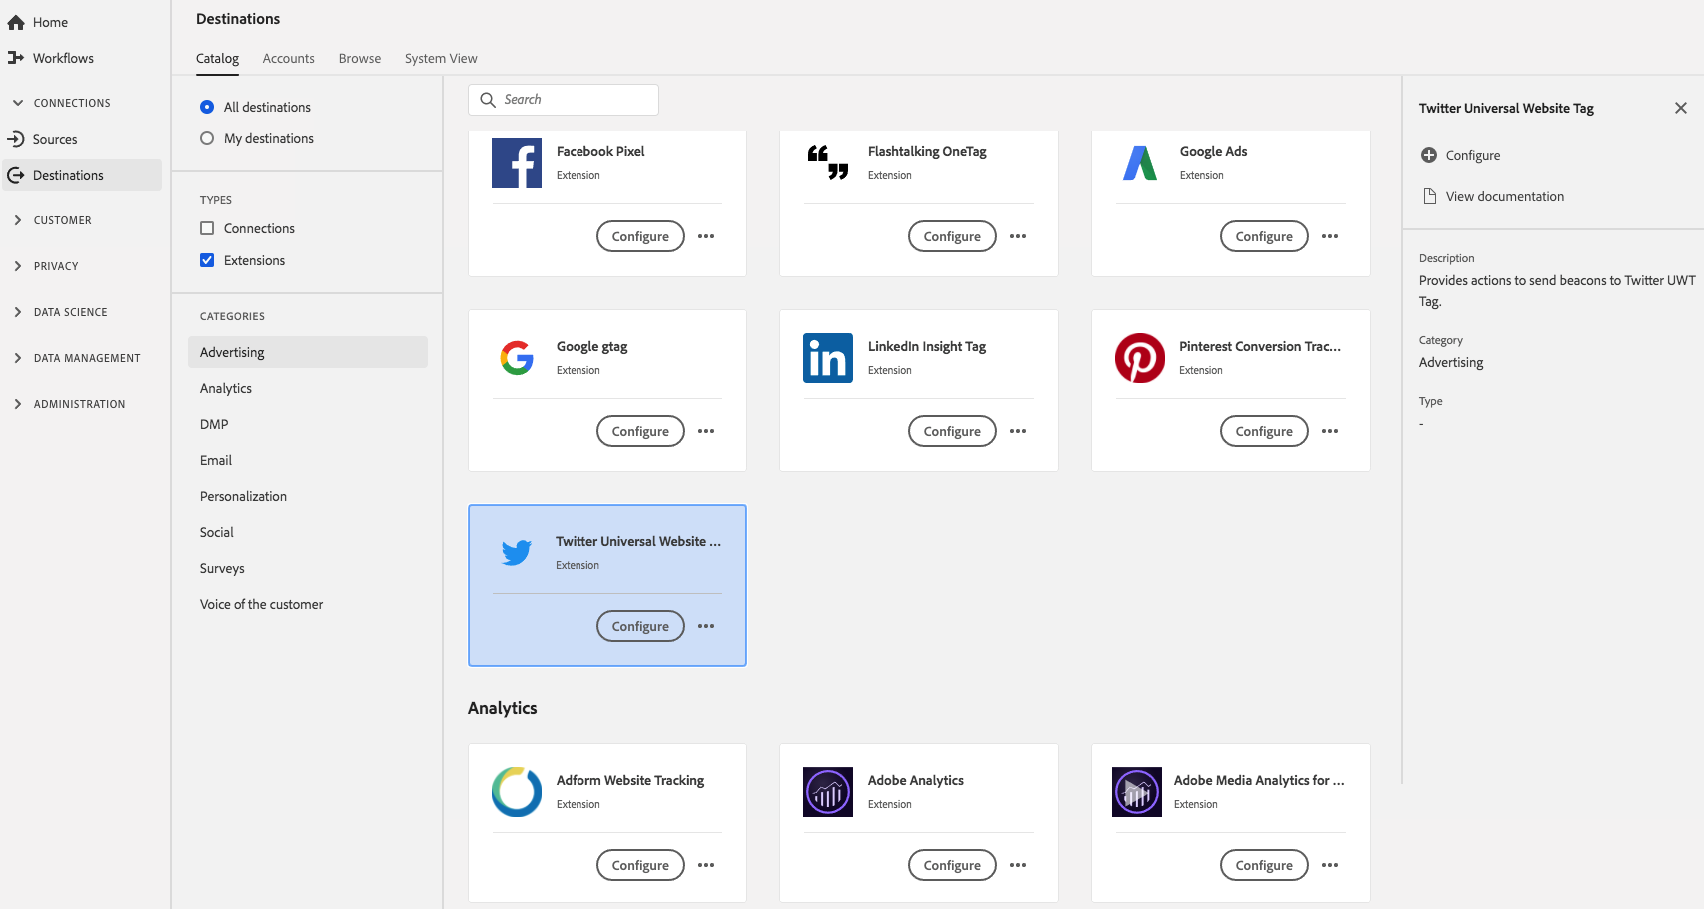 Home
Workflows
CONNECTIONS
Sources
Destinations
CUSTOMER
PRIVACY
DATA SCIENCE
DATA MANAGEMENT
ADMINISTRATION
Destinations
Catalog Accounts Browse System View
All destinations
My destinations
TYPES
Connections
Extensions
CATEGORIES
Advertising
Analytics
DMP
Email
Personalization
Social
Surveys
Voice of the customer
Search
Facebook Pixel
Extension
Configure
Flashtalking OneTag
Extension
Configure
Google Ads
Extension
Configure
Google gtag
Extension
Configure
LinkedIn Insight Tag
Extension
Configure
Pinterest Conversion Trac...
Extension
Configure
Twitter Universal Website ...
Extension
Configure
Analytics
Adform Website Tracking
Extension
Configure
Adobe Analytics
Extension
Configure
Adobe Media Analytics for ...
Extension
Configure
Twitter Universal Website Tag
Configure
View documentation
Description
Provides actions to send beacons to Twitter UWT
Tag.
Category
Advertising
Type
-